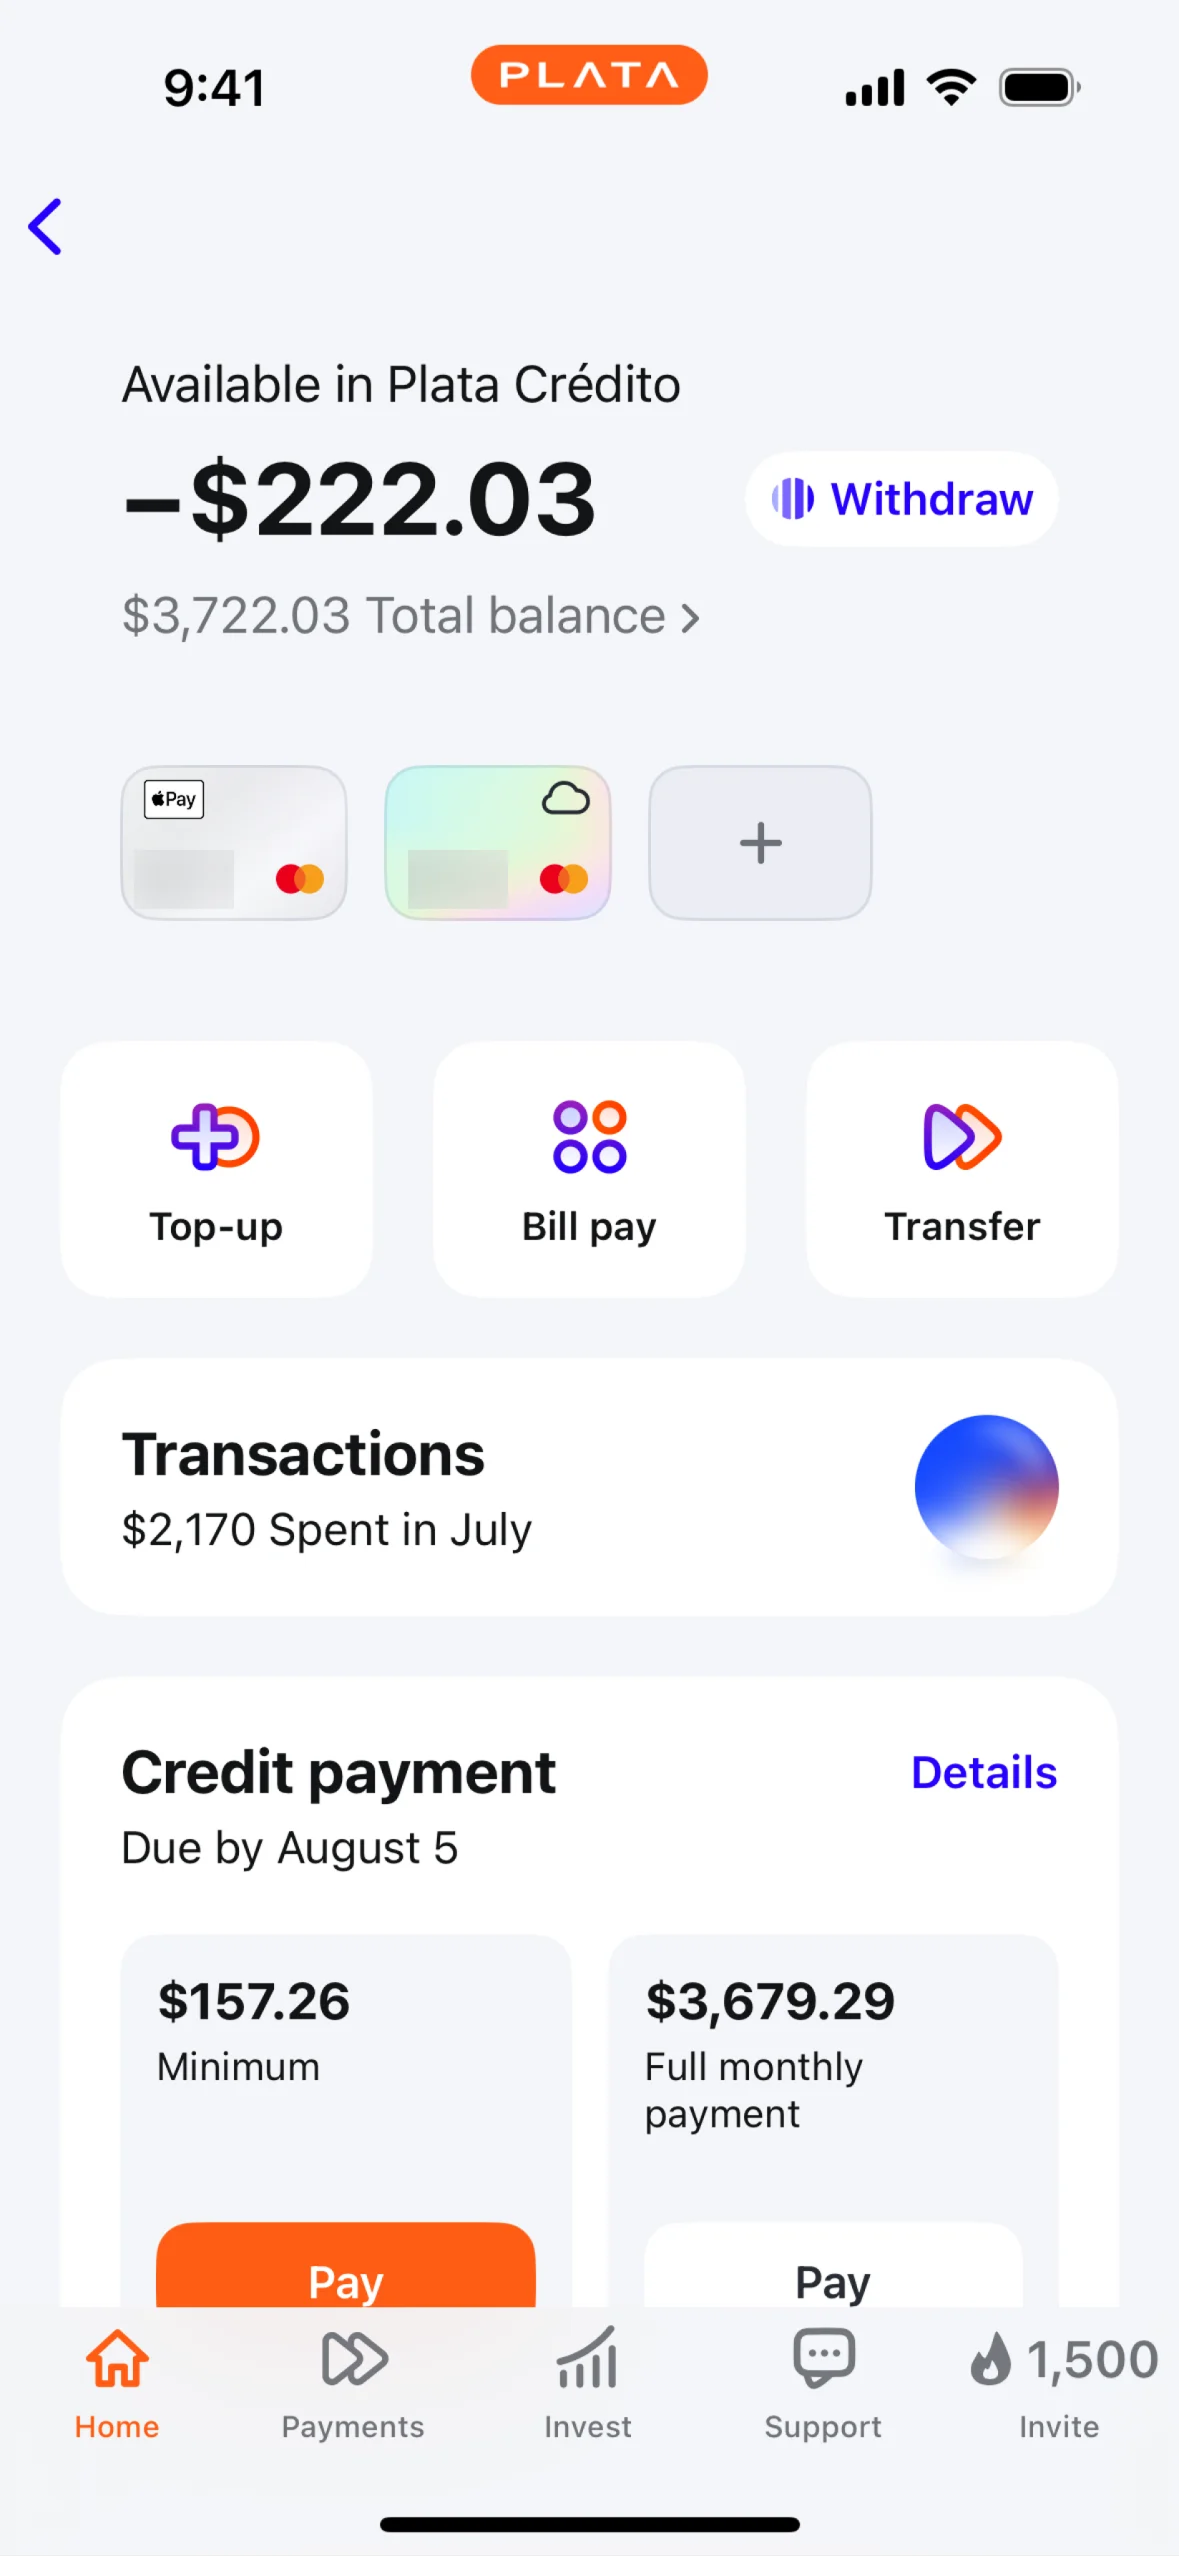 9:41
PLATA
Available in Plata Crédito
–$222.03
Withdraw
$3,722.03 Total balance
Pay
Top-up
Bill pay
Transfer
Transactions
$2,170 Spent in July
Credit payment
Details
Due by August 5
$157.26
Minimum
$3,679.29
Full monthly
payment
Pay
Pay
1,500
Home
Payments
Invest
Support
Invite